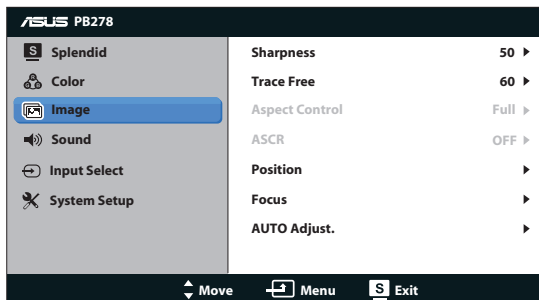 ASUS PB278
S Splendid
Color
Image
Sound
Input Select
System Setup
Sharpness 50
Trace Free 60
Aspect Control Full
ASCR OFF
Position
Focus
AUTO Adjust.
Move Menu S Exit